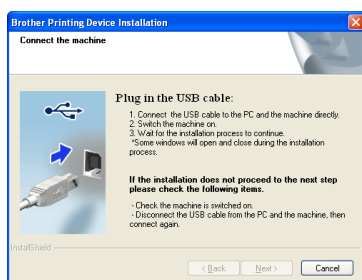 Brother Printing Device Installation
Connect the machine
Plug in the USB cable:
1. Connect the USB cable to the PC and the machine directly.
2. Switch the machine on.
3. Wait for the installation process to continue.
*Some windows will open and close during the installation
process.
If the installation does not proceed to the next step
please check the following items.
- Check the machine is switched on.
- Disconnect the USB cable from the PC and the machine, then
connect again.
InstallShield
< Back
Next >
Cancel